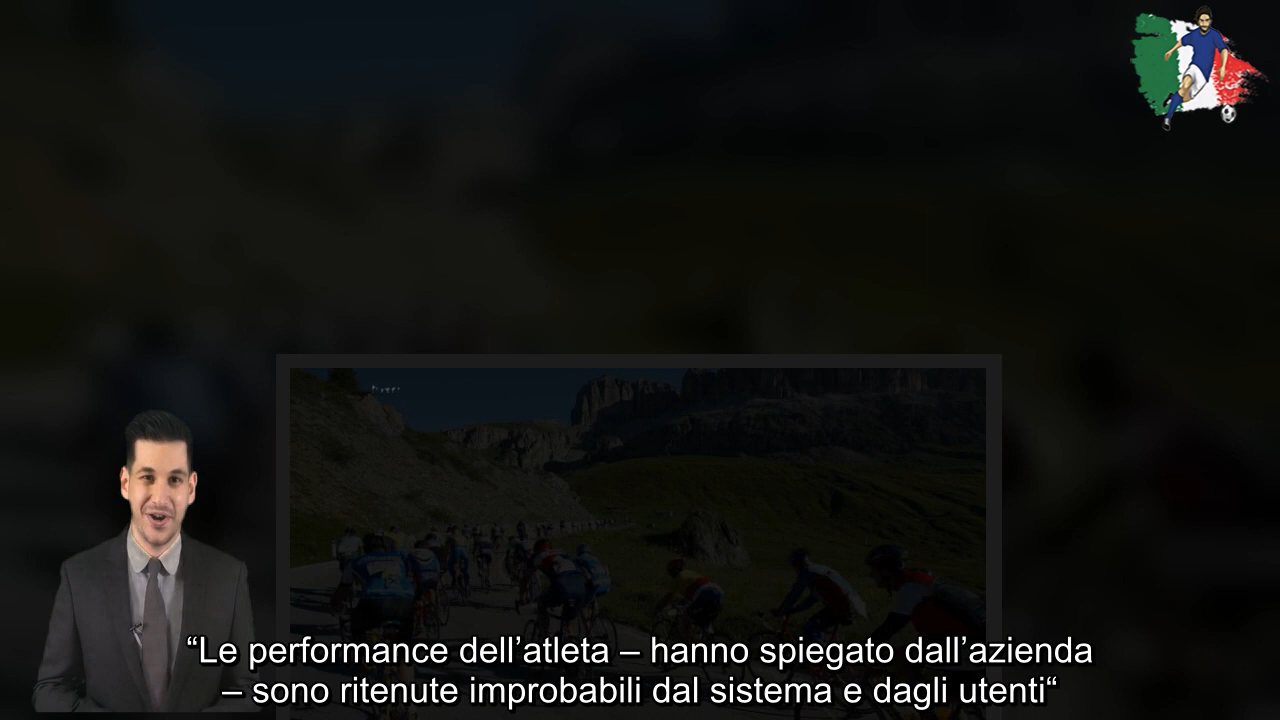 “Le performance dell’atleta – hanno spiegato dall’azienda
– sono ritenute improbabili dal sistema e dagli utenti“